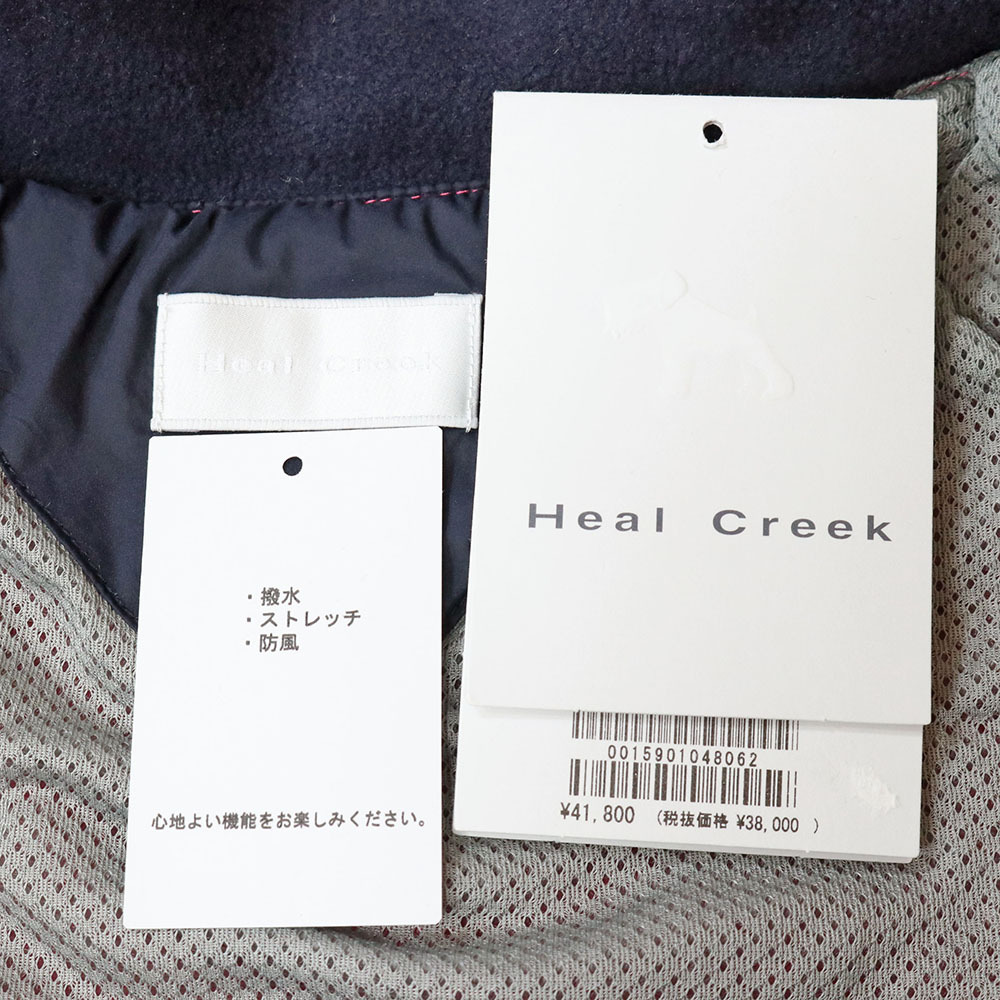 Heal Creek
・撥水
・ストレッチ
・防風
心地よい機能をお楽しみください。
Heal Creek
0015901048062
¥41,800 (税抜価格 ¥38,000 )